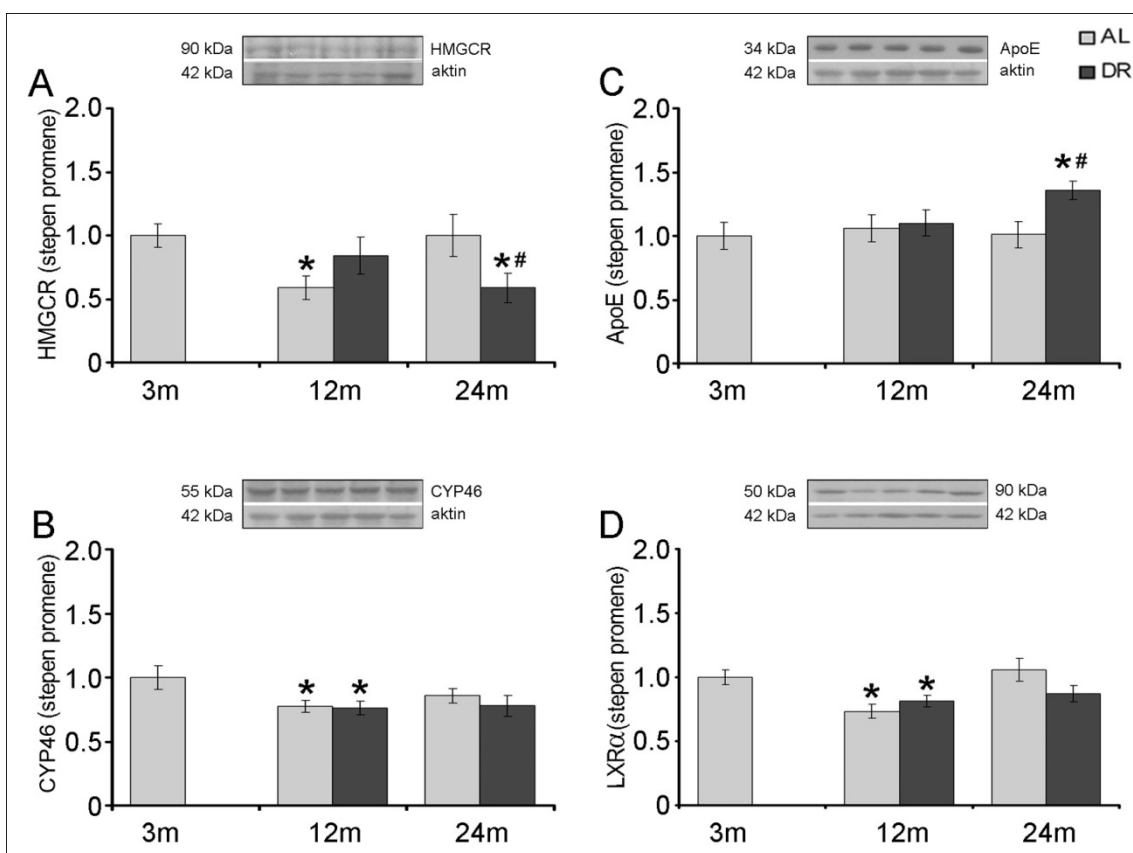 90 kDa HMGCR
42 kDa aktin
A
HMGCR (stepen promene)
2.0
1.5
1.0
0.5
0
*
*#
3m 12m 24m
34 kDa ApoE
42 kDa aktin
AL
DR
C
ApoE (stepen promene)
2.0
1.5
1.0
0.5
0
*#
3m 12m 24m
55 kDa CYP46
42 kDa aktin
B
CYP46 (stepen promene)
2.0
1.5
1.0
0.5
0
* *
3m 12m 24m
50 kDa 90 kDa
42 kDa 42 kDa
D
LXRα(stepen promene)
2.0
1.5
1.0
0.5
0
* *
3m 12m 24m